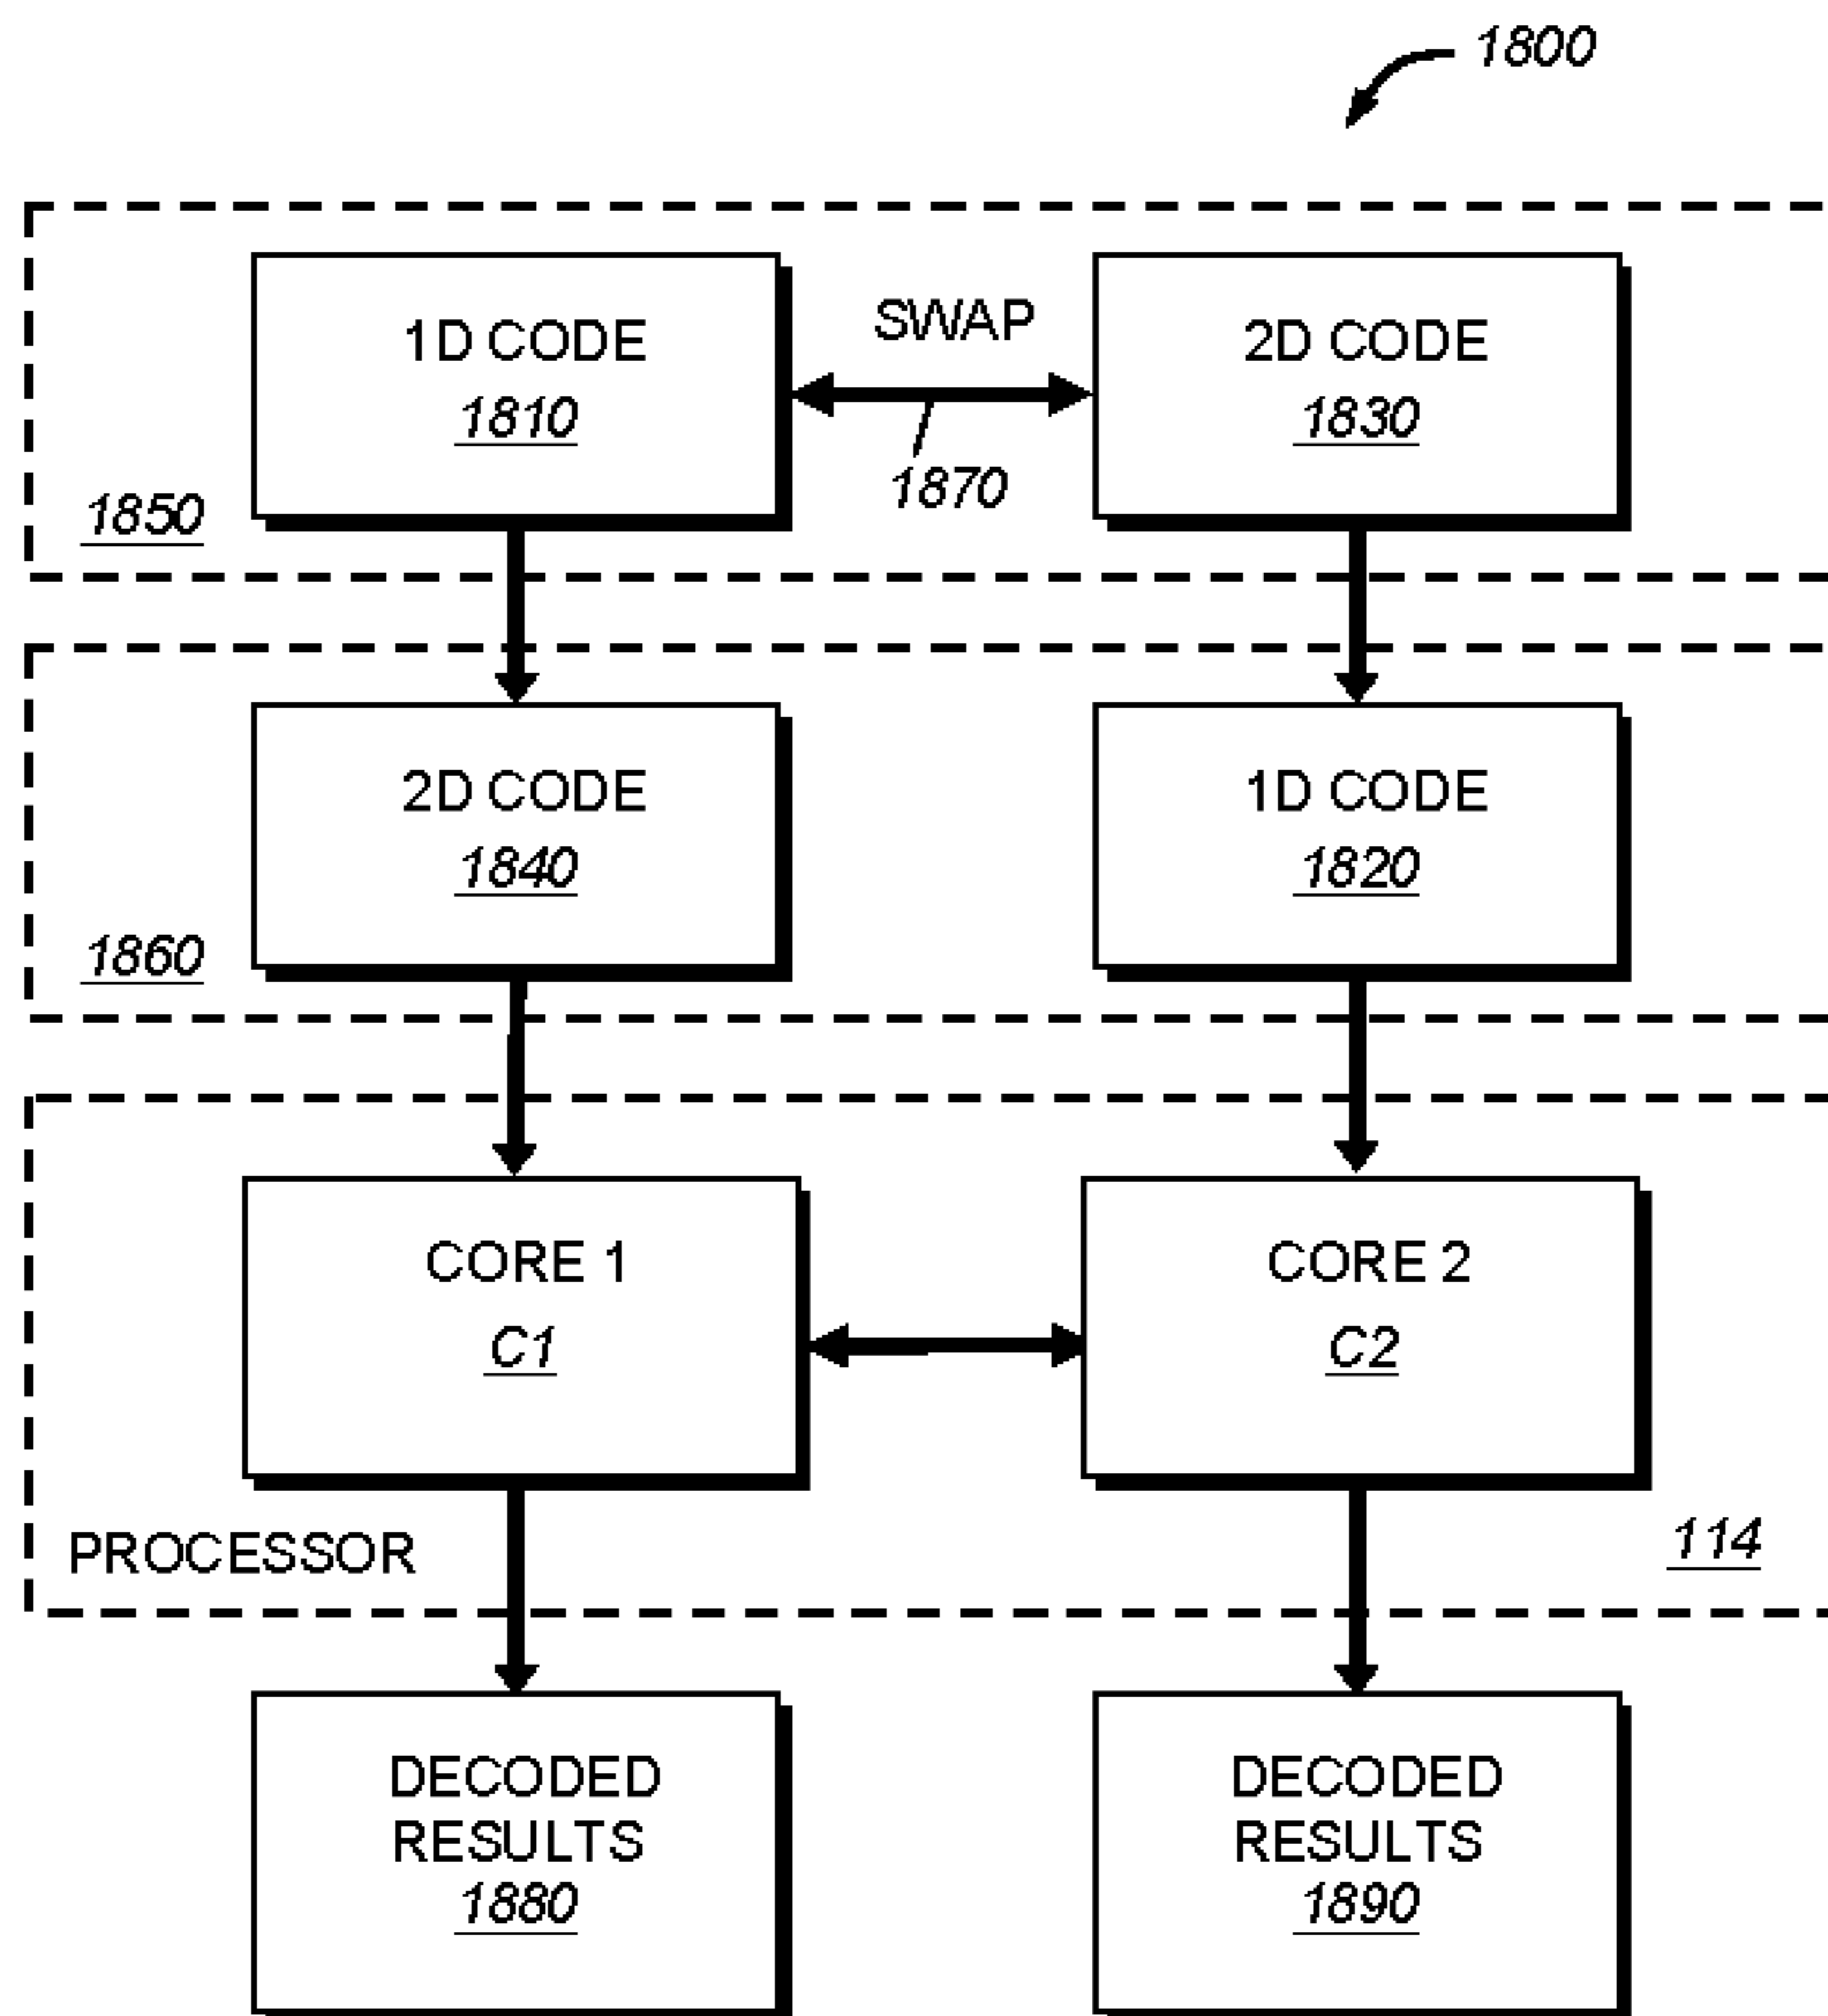 1800
1D CODE
1810
SWAP
1870
2D CODE
1830
1850
2D CODE
1840
1D CODE
1820
1860
CORE 1
C1
CORE 2
C2
PROCESSOR
114
DECODED
RESULTS
1880
DECODED
RESULTS
1890